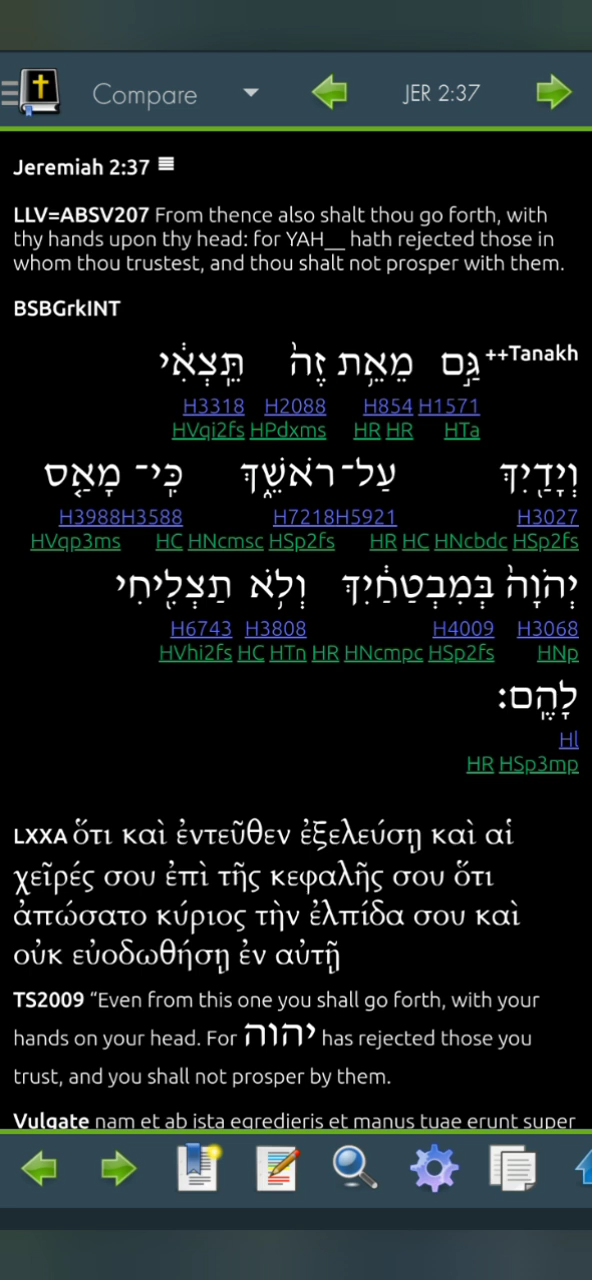 Compare
JER 2:37
Jeremiah 2:37
LLV=ABSV207 From thence also shalt thou go forth, with
thy hands upon thy head: for YAH__ hath rejected those in
whom thou trustest, and thou shalt not prosper with them.
BSBGrkINT
++Tanakh גַּ֣ם מֵאֵ֥ת זֶה֙ תֵּֽצְאִ֔י
H3318 H2088 H854 H1571
HVqi2fs HPdxms HR HR HTa
וְיָדַ֖יִךְ עַל־רֹאשֵׁ֑ךְ כִּֽי־ מָאַ֤ס
H3988H3588 H7218H5921 H3027
HVqp3ms HC HNcmsc HSp2fs HR HC HNcbdc HSp2fs
יְהֹוָה֙ בְּמִבְטַחַ֔יִךְ וְלֹ֥א תַצְלִ֖יחִי
H6743 H3808 H4009 H3068
HVhi2fs HC HTn HR HNcmpc HSp2fs HNp
לָהֶֽם׃
Hl
HR HSp3mp
LXXA ὅτι καὶ ἐντεῦθεν ἐξελεύσῃ καὶ αἱ
χεῖρές σου ἐπὶ τῆς κεφαλῆς σου ὅτι
ἀπώσατο κύριος τὴν ἐλπίδα σου καὶ
οὐκ εὐοδωθήσῃ ἐν αὐτῇ
TS2009 “Even from this one you shall go forth, with your
hands on your head. For יהוה has rejected those you
trust, and you shall not prosper by them.
Vulgate nam et ab ista egredieris et manus tuae erunt super